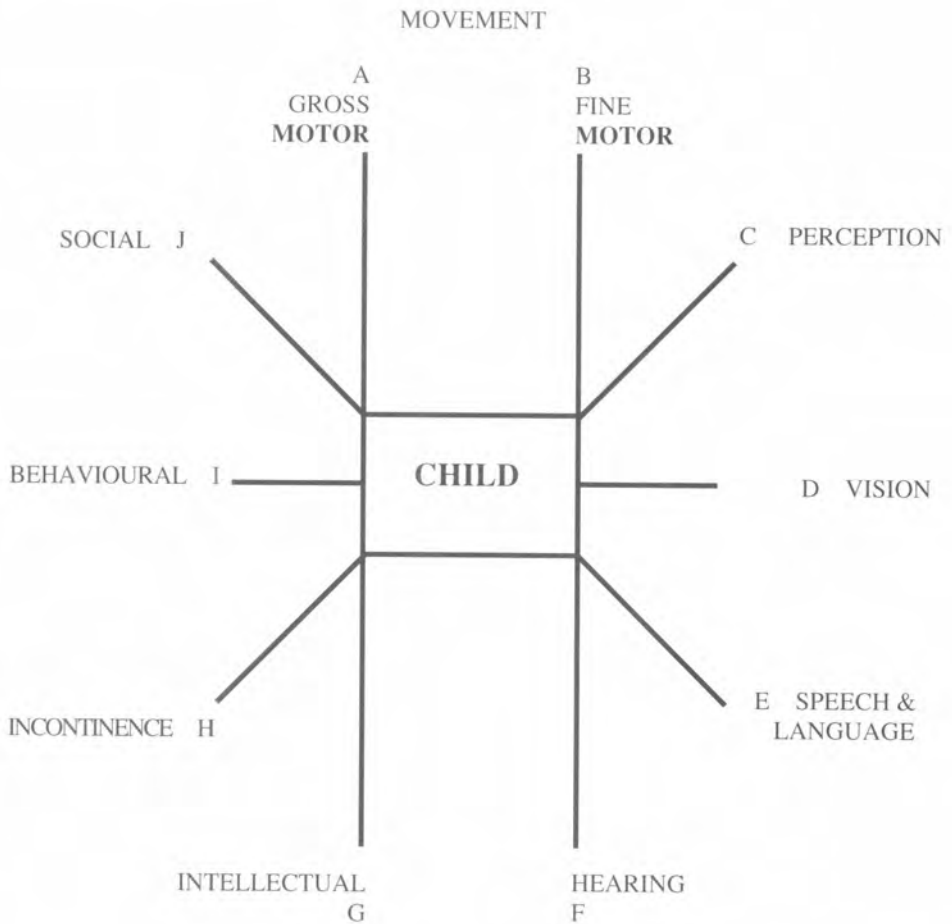 MOVEMENT
A
GROSS
MOTOR
B
FINE
MOTOR
SOCIAL J
C PERCEPTION
BEHAVIOURAL I
CHILD
D VISION
INCONTINENCE H
E SPEECH &
LANGUAGE
INTELLECTUAL
G
HEARING
F